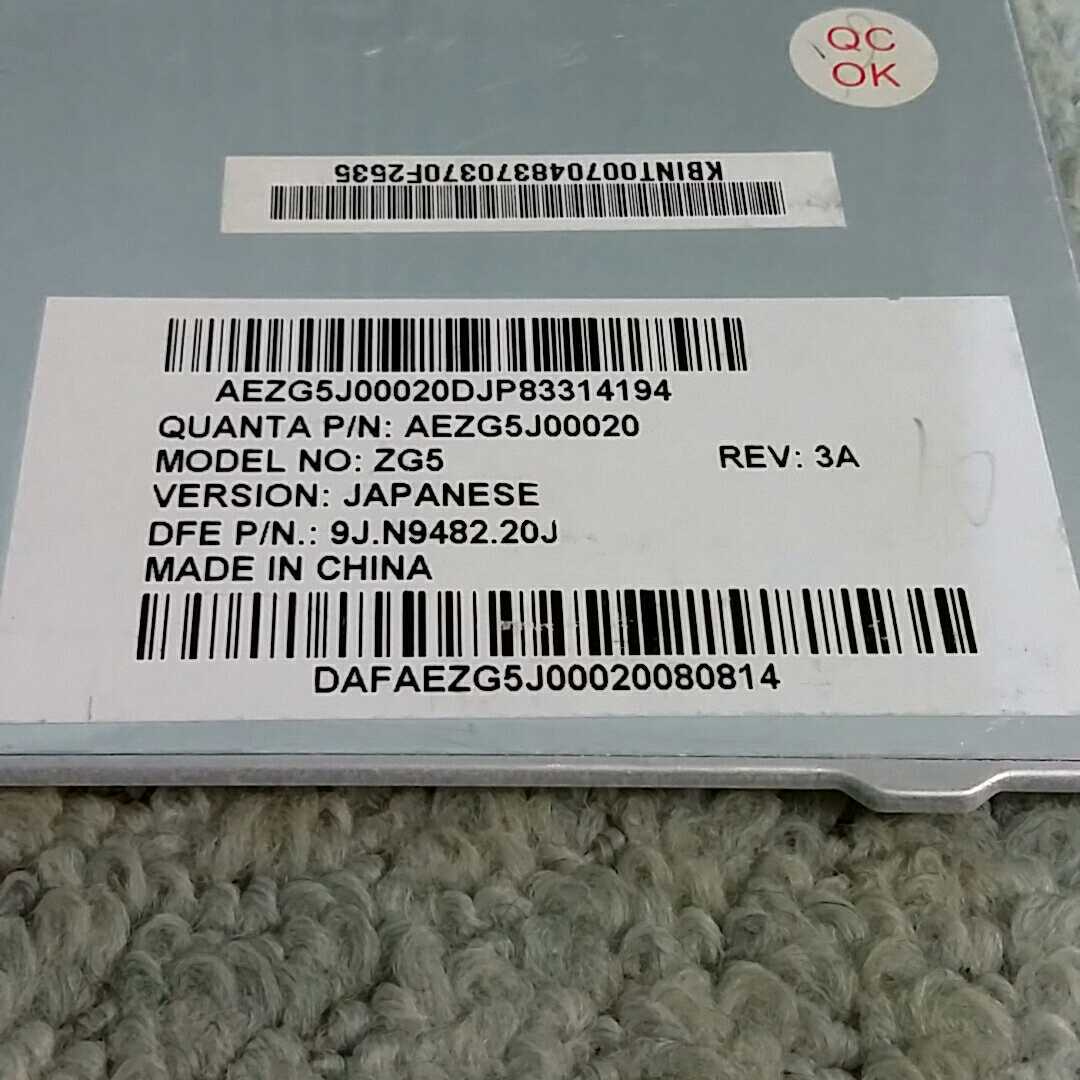 QC
OK
KBINT007048370370F2535
AEZG5J00020DJP83314194
QUANTA P/N: AEZG5J00020
MODEL NO: ZG5
REV: 3A
VERSION: JAPANESE
DFE P/N.: 9J.N9482.20J
MADE IN CHINA
DAFAEZG5J00020080814